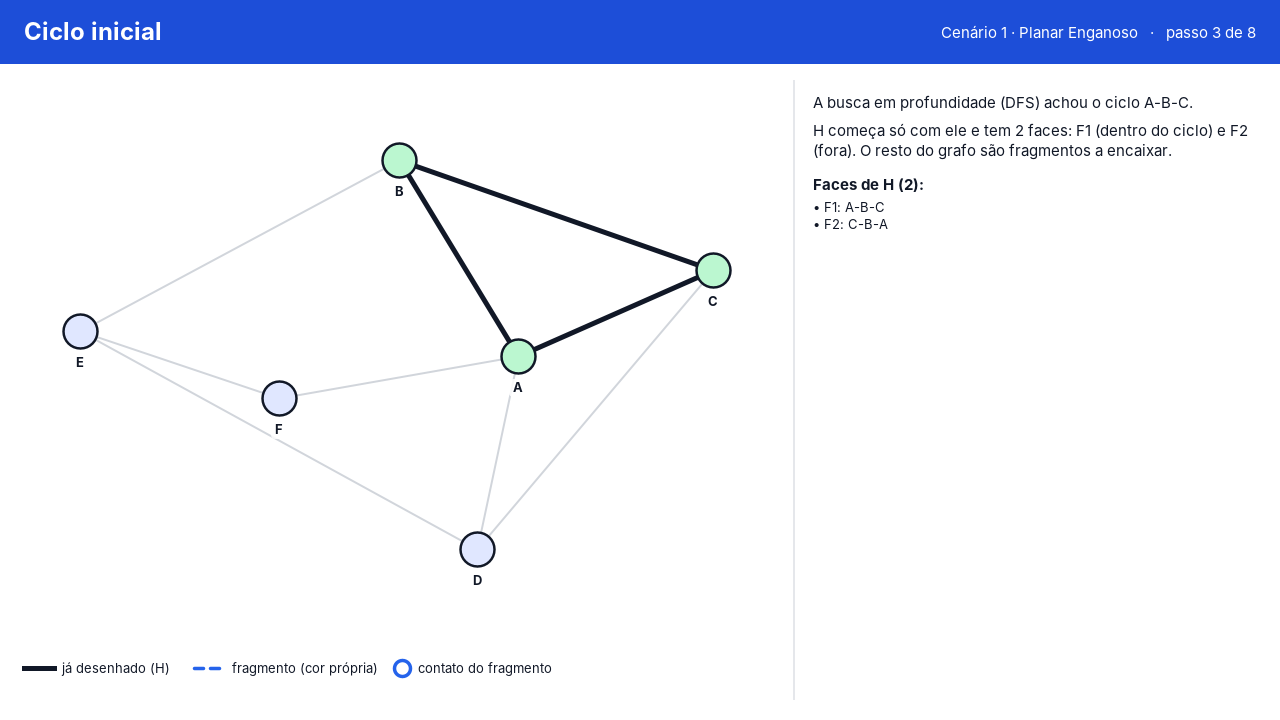 Ciclo inicial
Cenário 1 · Planar Enganoso · passo 3 de 8
A busca em profundidade (DFS) achou o ciclo A-B-C.
H começa só com ele e tem 2 faces: F1 (dentro do ciclo) e F2
(fora). O resto do grafo são fragmentos a encaixar.
Faces de H (2):
• F1: A-B-C
• F2: C-B-A
B
C
E
A
F
D
já desenhado (H)
fragmento (cor própria)
contato do fragmento